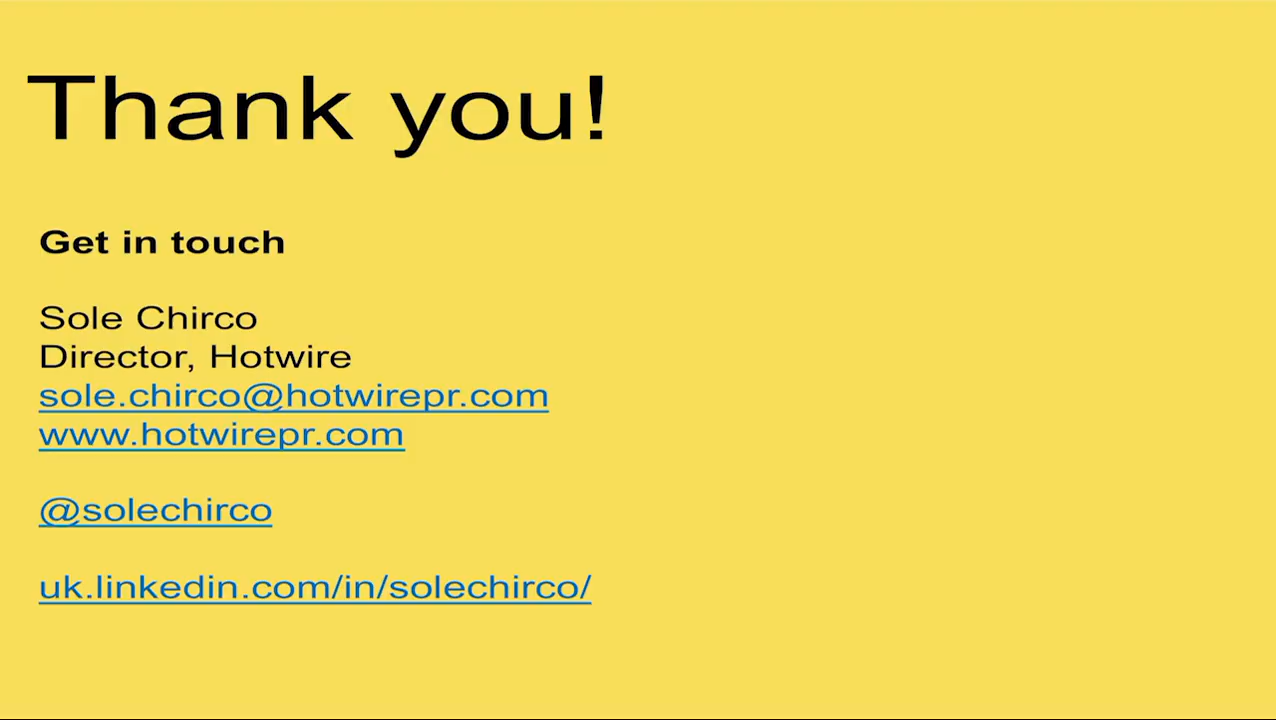 Thank you!
Get in touch
Sole Chirco
Director, Hotwire
sole.chirco@hotwirepr.com
www.hotwirepr.com
@solechirco
uk.linkedin.com/in/solechirco/